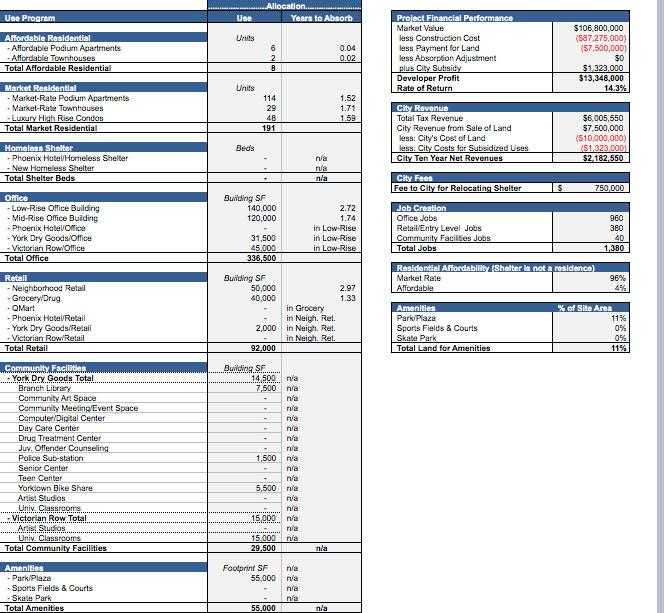 Allocation
Use Program Use Years to Absorb
Affordable Residential Units
- Affordable Podium Apartments 6 0.04
- Affordable Townhouses 2 0.02
Total Affordable Residential 8
Market Residential Units
- Market-Rate Podium Apartments 114 1.52
- Market-Rate Townhouses 29 1.71
- Luxury High Rise Condos 48 1.59
Total Market Residential 191
Homeless Shelter Beds
- Phoenix Hotel/Homeless Shelter - n/a
- New Homeless Shelter - n/a
Total Shelter Beds - n/a
Office Building SF
- Low-Rise Office Building 140,000 2.72
- Mid-Rise Office Building 120,000 1.74
- Phoenix Hotel/Office - in Low-Rise
- York Dry Goods/Office 31,500 in Low-Rise
- Victorian Row/Office 45,000 in Low-Rise
Total Office 336,500
Retail Building SF
- Neighborhood Retail 50,000 2.97
- Grocery/Drug 40,000 1.33
- QMart - in Grocery
- Phoenix Hotel/Retail - in Neigh. Ret.
- York Dry Goods/Retail 2,000 in Neigh. Ret.
- Victorian Row/Retail - in Neigh. Ret.
Total Retail 92,000
Community Facilities Building SF
- York Dry Goods Total 14,500 n/a
Branch Library 7,500 n/a
Community Art Space - n/a
Community Meeting/Event Space - n/a
Computer/Digital Center - n/a
Day Care Center - n/a
Drug Treatment Center - n/a
Juv. Offender Counseling - n/a
Police Sub-station 1,500 n/a
Senior Center - n/a
Teen Center - n/a
Yorktown Bike Share 5,500 n/a
Artist Studios - n/a
Univ. Classrooms - n/a
- Victorian Row Total 15,000 n/a
Artist Studios - n/a
Univ. Classrooms 15,000 n/a
Total Community Facilities 29,500 n/a
Amenities Footprint SF n/a
- Park/Plaza 55,000 n/a
- Sports Fields & Courts - n/a
- Skate Park - n/a
Total Amenities 55,000 n/a
Project Financial Performance
Market Value $106,800,000
less Construction Cost ($87,275,000)
less Payment for Land ($7,500,000)
less Absorption Adjustment $0
plus City Subsidy $1,323,000
Developer Profit $13,348,000
Rate of Return 14.3%
City Revenue
Total Tax Revenue $6,005,550
City Revenue from Sale of Land $7,500,000
less: City's Cost of Land ($10,000,000)
less: City Costs for Subsidized Uses ($1,323,000)
City Ten Year Net Revenues $2,182,550
City Fees
Fee to City for Relocating Shelter $ 750,000
Job Creation
Office Jobs 960
Retail/Entry Level Jobs 380
Community Facilities Jobs 40
Total Jobs 1,380
Residential Affordability (Shelter is not a residence)
Market Rate 96%
Affordable 4%
Amenities % of Site Area
Park/Plaza 11%
Sports Fields & Courts 0%
Skate Park 0%
Total Land for Amenities 11%